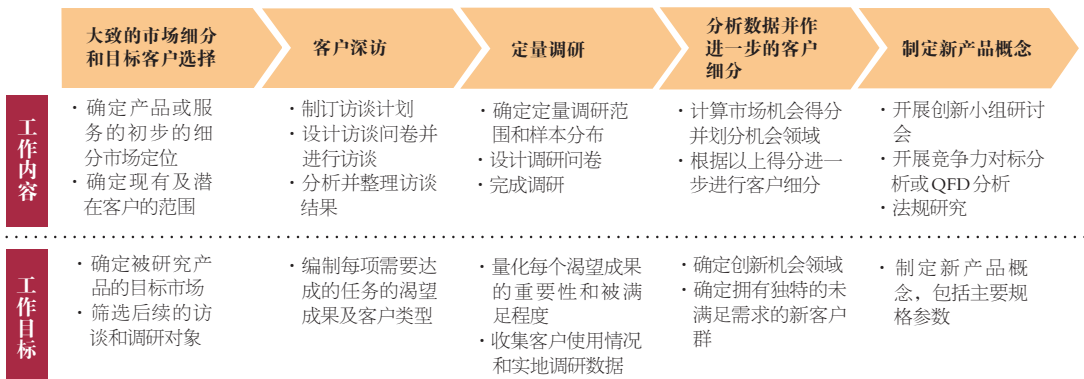 大致的市场细分
和目标客户选择
客户深访
定量调研
分析数据并作
进一步的客户
细分
制定新产品概念
工作内容
· 确定产品或服
务的初步的细
分市场定位
· 确定现有及潜
在客户的范围
· 制订访谈计划
· 设计访谈问卷并
进行访谈
· 分析并整理访谈
结果
· 确定定量调研范
围和样本分布
· 设计调研问卷
· 完成调研
· 计算市场机会得分
并划分机会领域
· 根据以上得分进一
步进行客户细分
· 开展创新小组研讨
会
· 开展竞争力对标分
析或QFD分析
· 法规研究
工作目标
· 确定被研究产
品的目标市场
· 筛选后续的访
谈和调研对象
· 编制每项需要达
成的任务的渴望
成果及客户类型
· 量化每个渴望成果
的重要性和被满
足程度
· 收集客户使用情况
和实地调研数据
· 确定创新机会领域
· 确定拥有独特的未
满足需求的新客户
群
· 制定新产品概
念，包括主要规
格参数